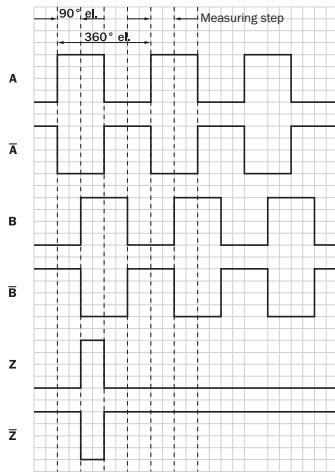 90° el.
Measuring step
360° el.
A
A̅
B
B̅
Z
Z̅